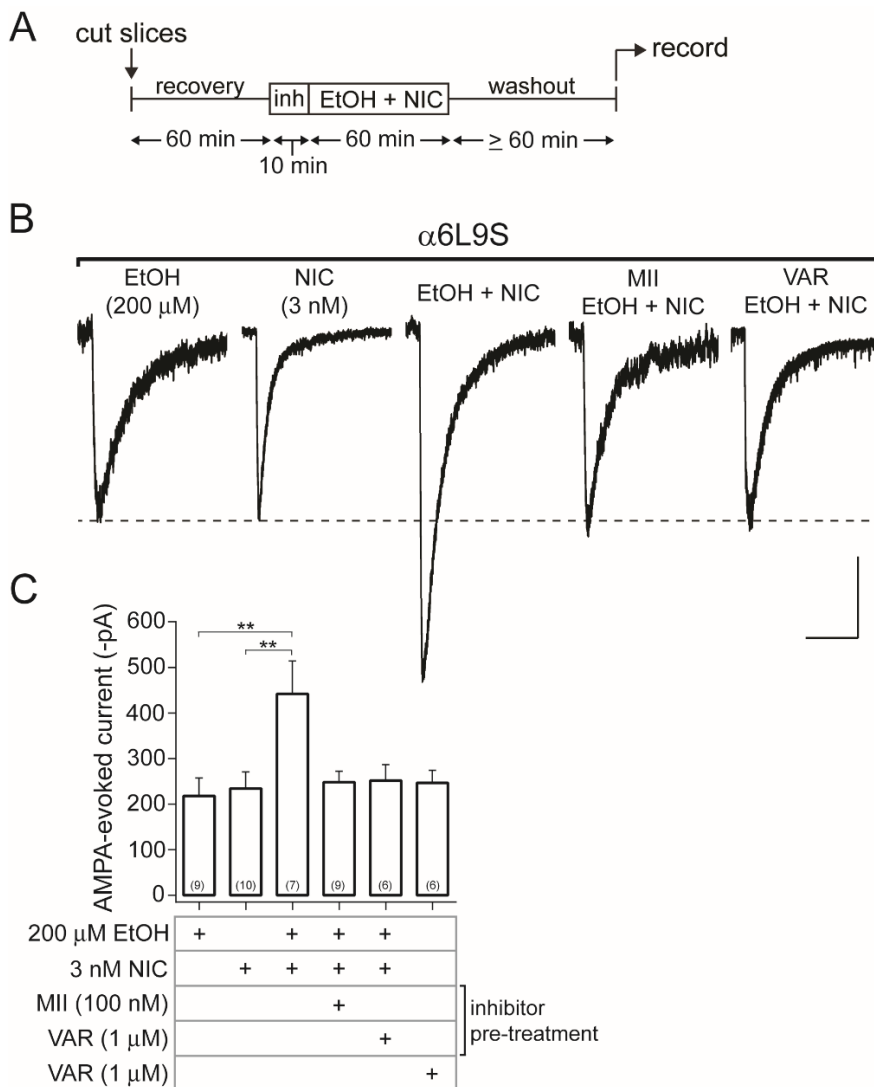 A
cut slices
record
recovery
inh
EtOH + NIC
washout
60 min
60 min
≥ 60 min
10 min
B
α6L9S
EtOH
(200 μM)
NIC
(3 nM)
EtOH + NIC
MII
EtOH + NIC
VAR
EtOH + NIC
C
AMPA-evoked current (-pA)
600
500
400
300
200
100
0
**
**
(9)
(10)
(7)
(9)
(6)
(6)
200 μM EtOH + + + +
3 nM NIC + + + +
MII (100 nM) +
VAR (1 μM) +
VAR (1 μM) +
inhibitor
pre-treatment